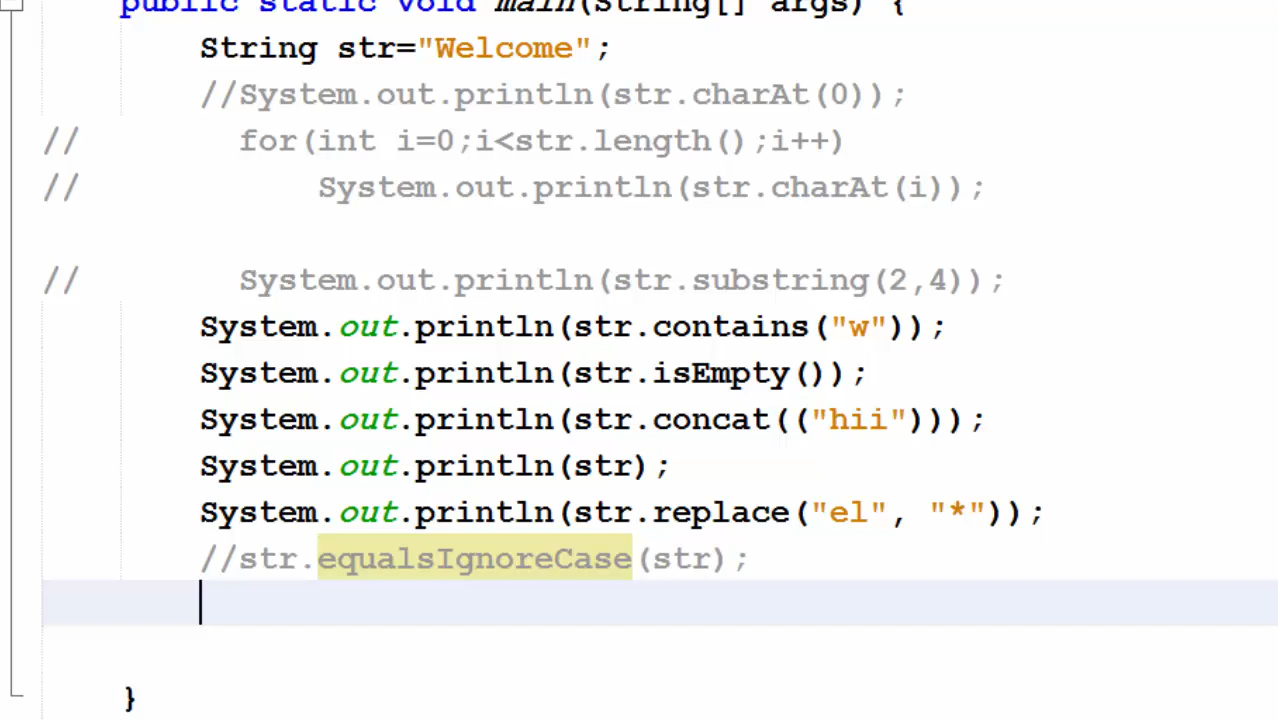 public static void main(String[] args) {
String str="Welcome";
//System.out.println(str.charAt(0));
// for(int i=0;i<str.length();i++)
// System.out.println(str.charAt(i));
// System.out.println(str.substring(2,4));
System.out.println(str.contains("w"));
System.out.println(str.isEmpty());
System.out.println(str.concat(("hii")));
System.out.println(str);
System.out.println(str.replace("el", "*"));
//str.equalsIgnoreCase(str);
}